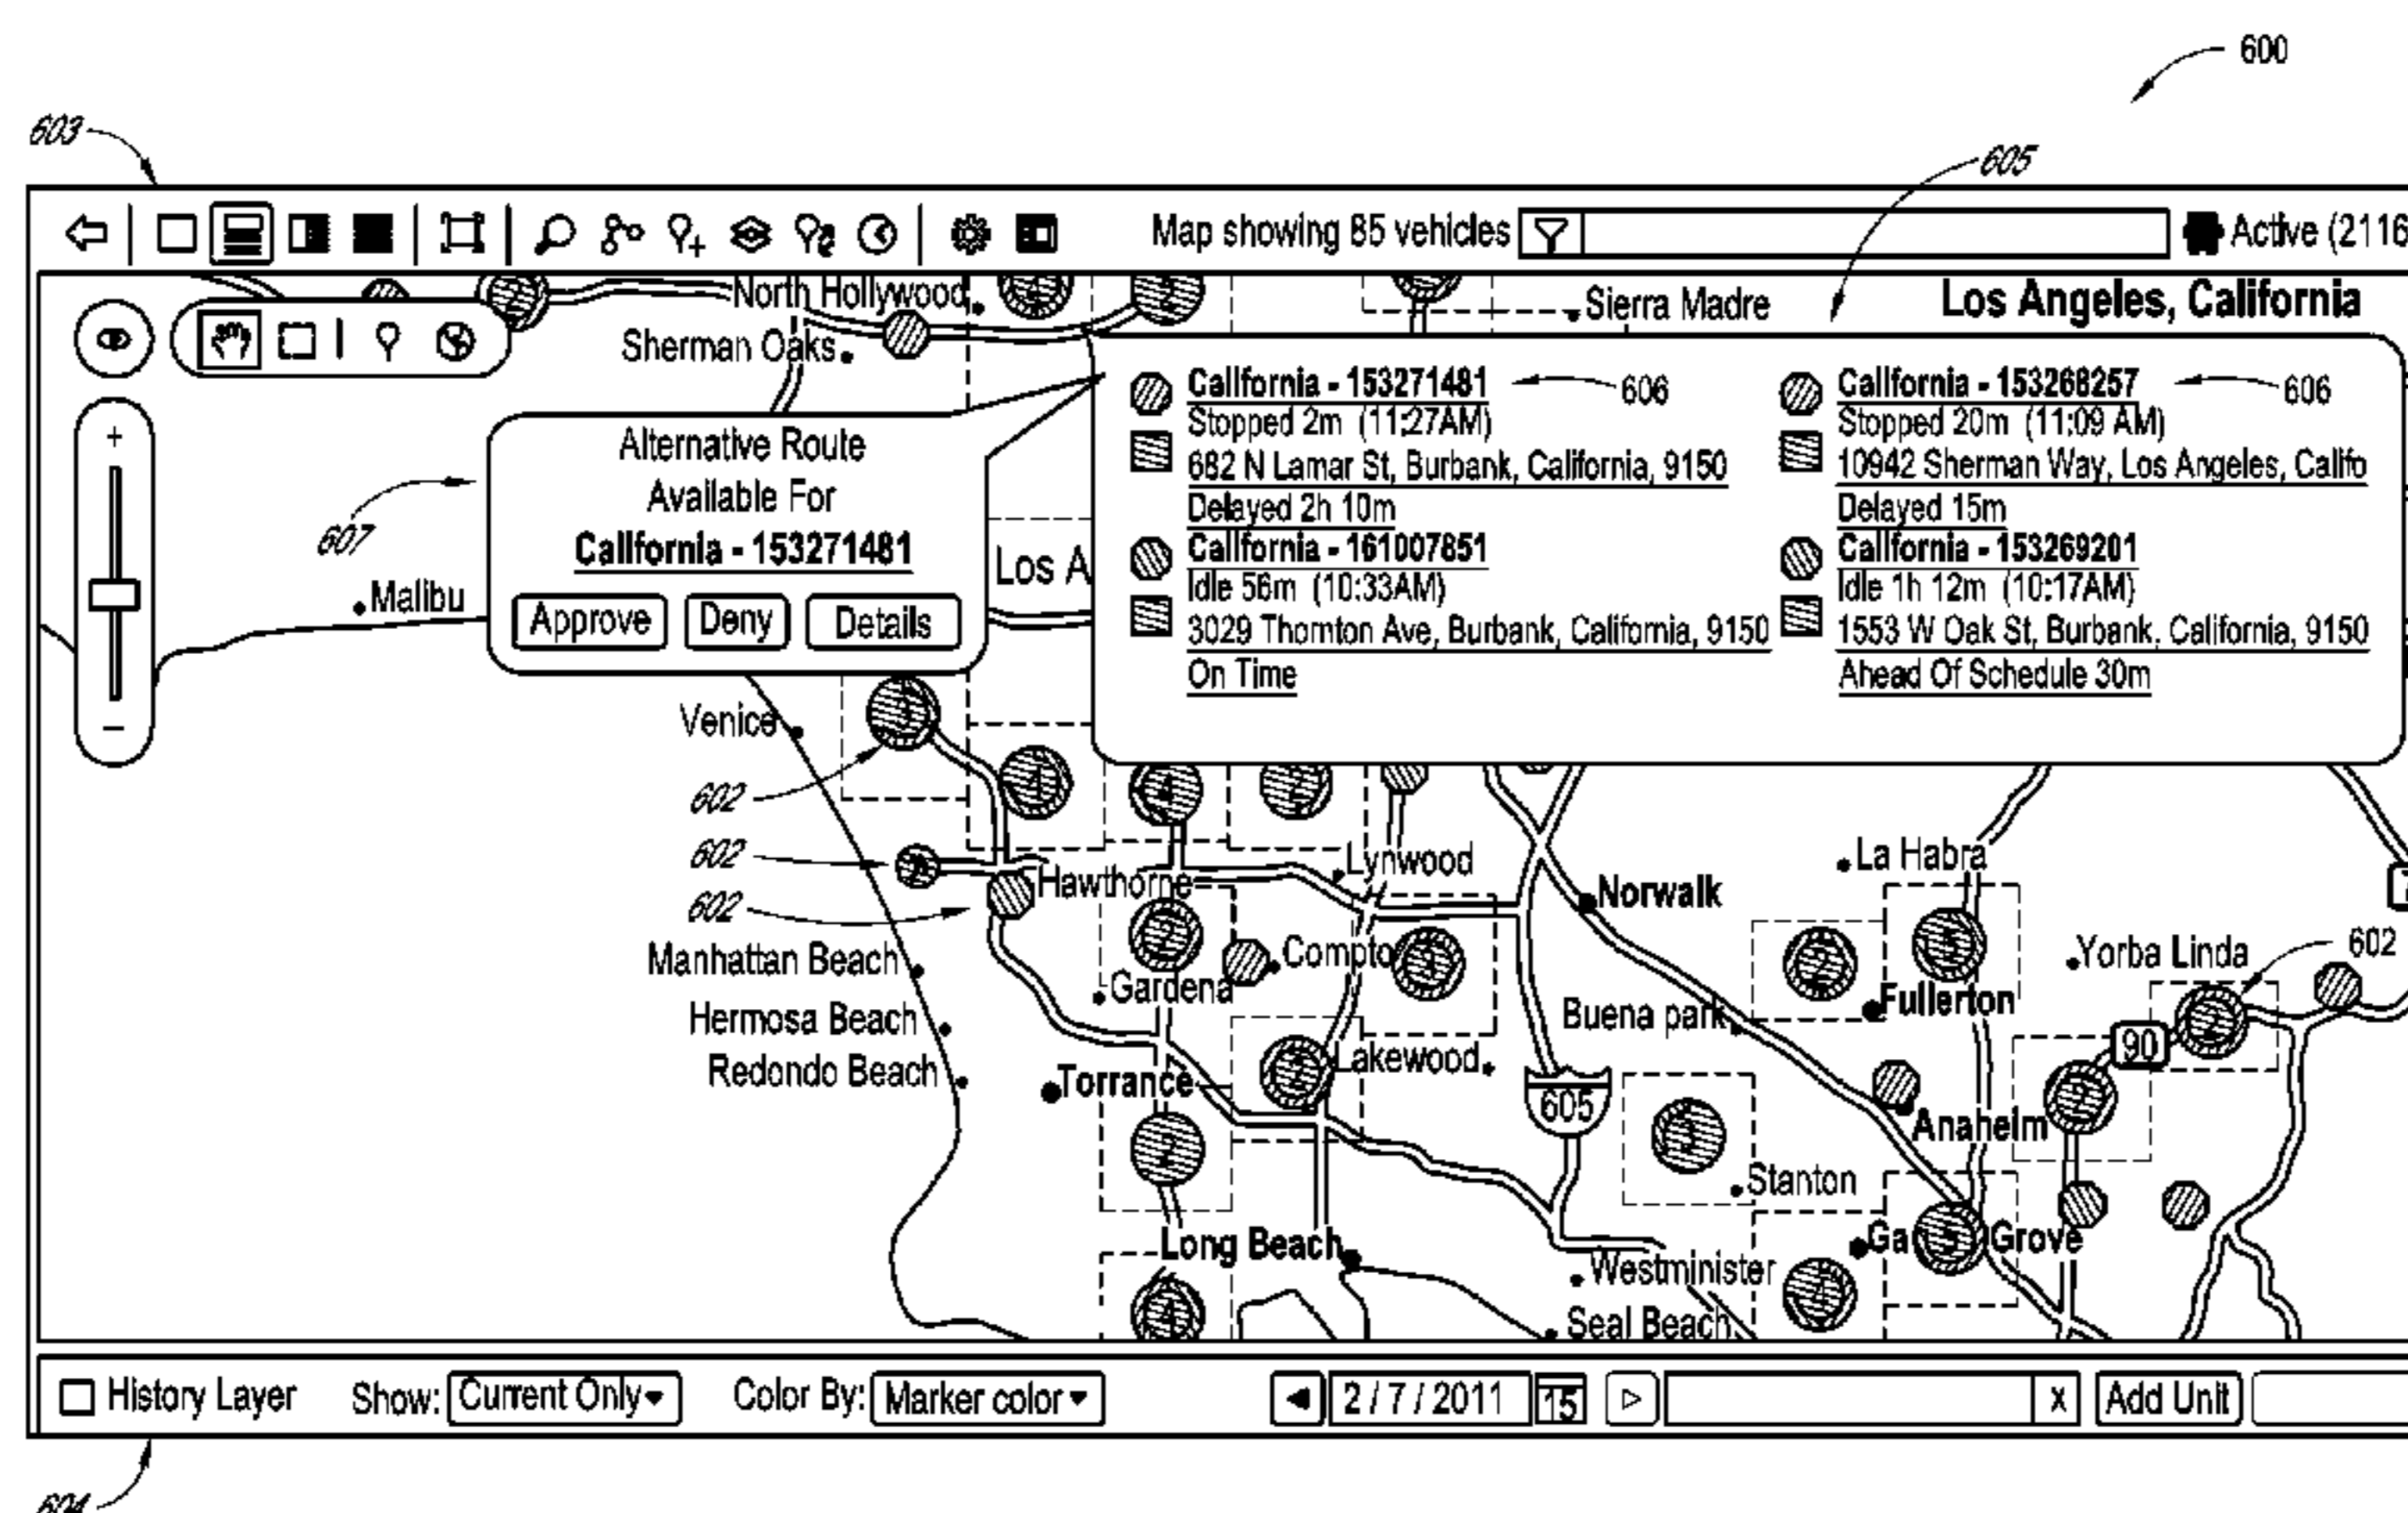 600
603
605
Map showing 85 vehicles
Active (2116
North Hollywood
Sierra Madre
Los Angeles, California
Sherman Oaks
California - 153271481
606
Stopped 2m (11:27AM)
682 N Lamar St, Burbank, California, 9150
Delayed 2h 10m
California - 161007851
Idle 56m (10:33AM)
3029 Thornton Ave, Burbank, California, 9150
On Time
California - 153268257
606
Stopped 20m (11:09 AM)
10942 Sherman Way, Los Angeles, Califo
Delayed 15m
California - 153269201
Idle 1h 12m (10:17AM)
1553 W Oak St, Burbank, California, 9150
Ahead Of Schedule 30m
+
Alternative Route
Available For
California - 153271481
Approve Deny Details
607
Los A
Malibu
–
Venice
602
602
602
Hawthorne
Lynwood
La Habra
Norwalk
Manhattan Beach
Compto
Gardena
Yorba Linda
602
Hermosa Beach
Buena park
Fullerton
Redondo Beach
Lakewood
90
Torrance
605
2
Anaheim
Stanton
Long Beach
Ga
Grove
Westminister
Seal Beach
History Layer Show: Current Only Color By: Marker color 2 / 7 / 2011 15 X Add Unit
604